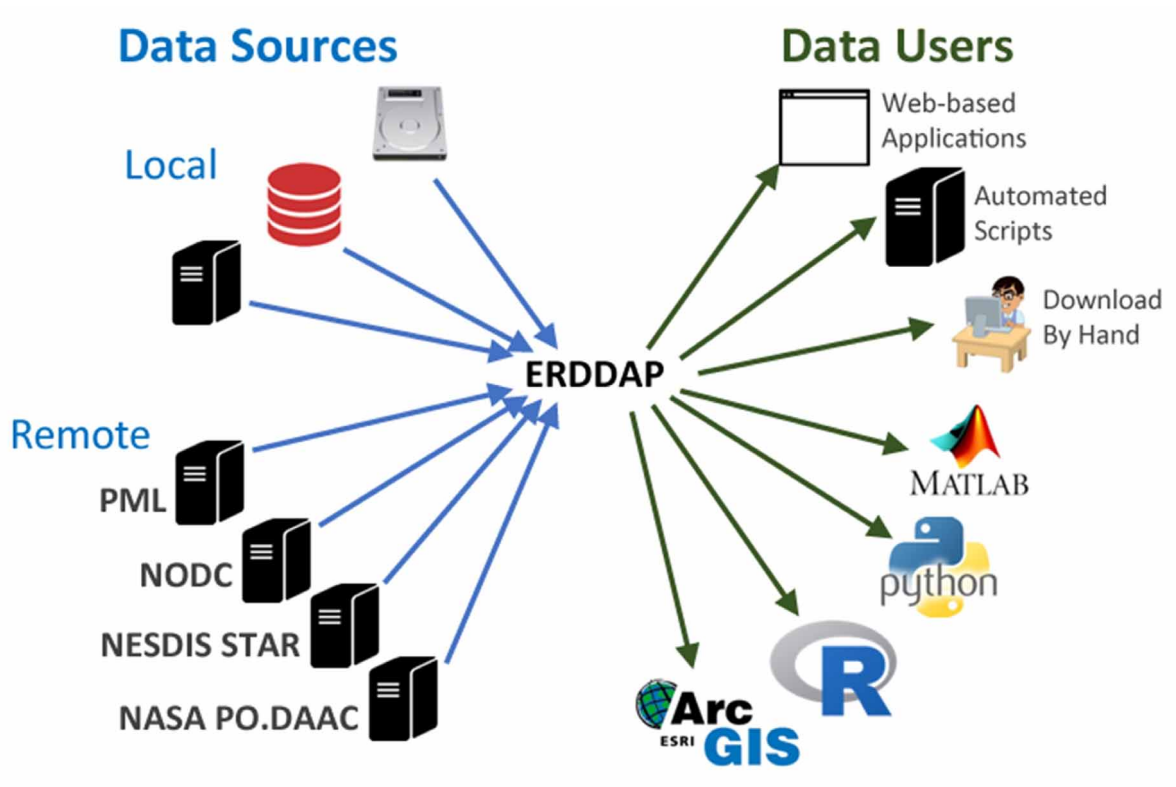 Data Sources
Local
Remote
PML
NODC
NESDIS STAR
NASA PO.DAAC
ERDDAP
Data Users
Web-based
Applications
Automated
Scripts
Download
By Hand
MATLAB
python
R
Arc
ESRI GIS